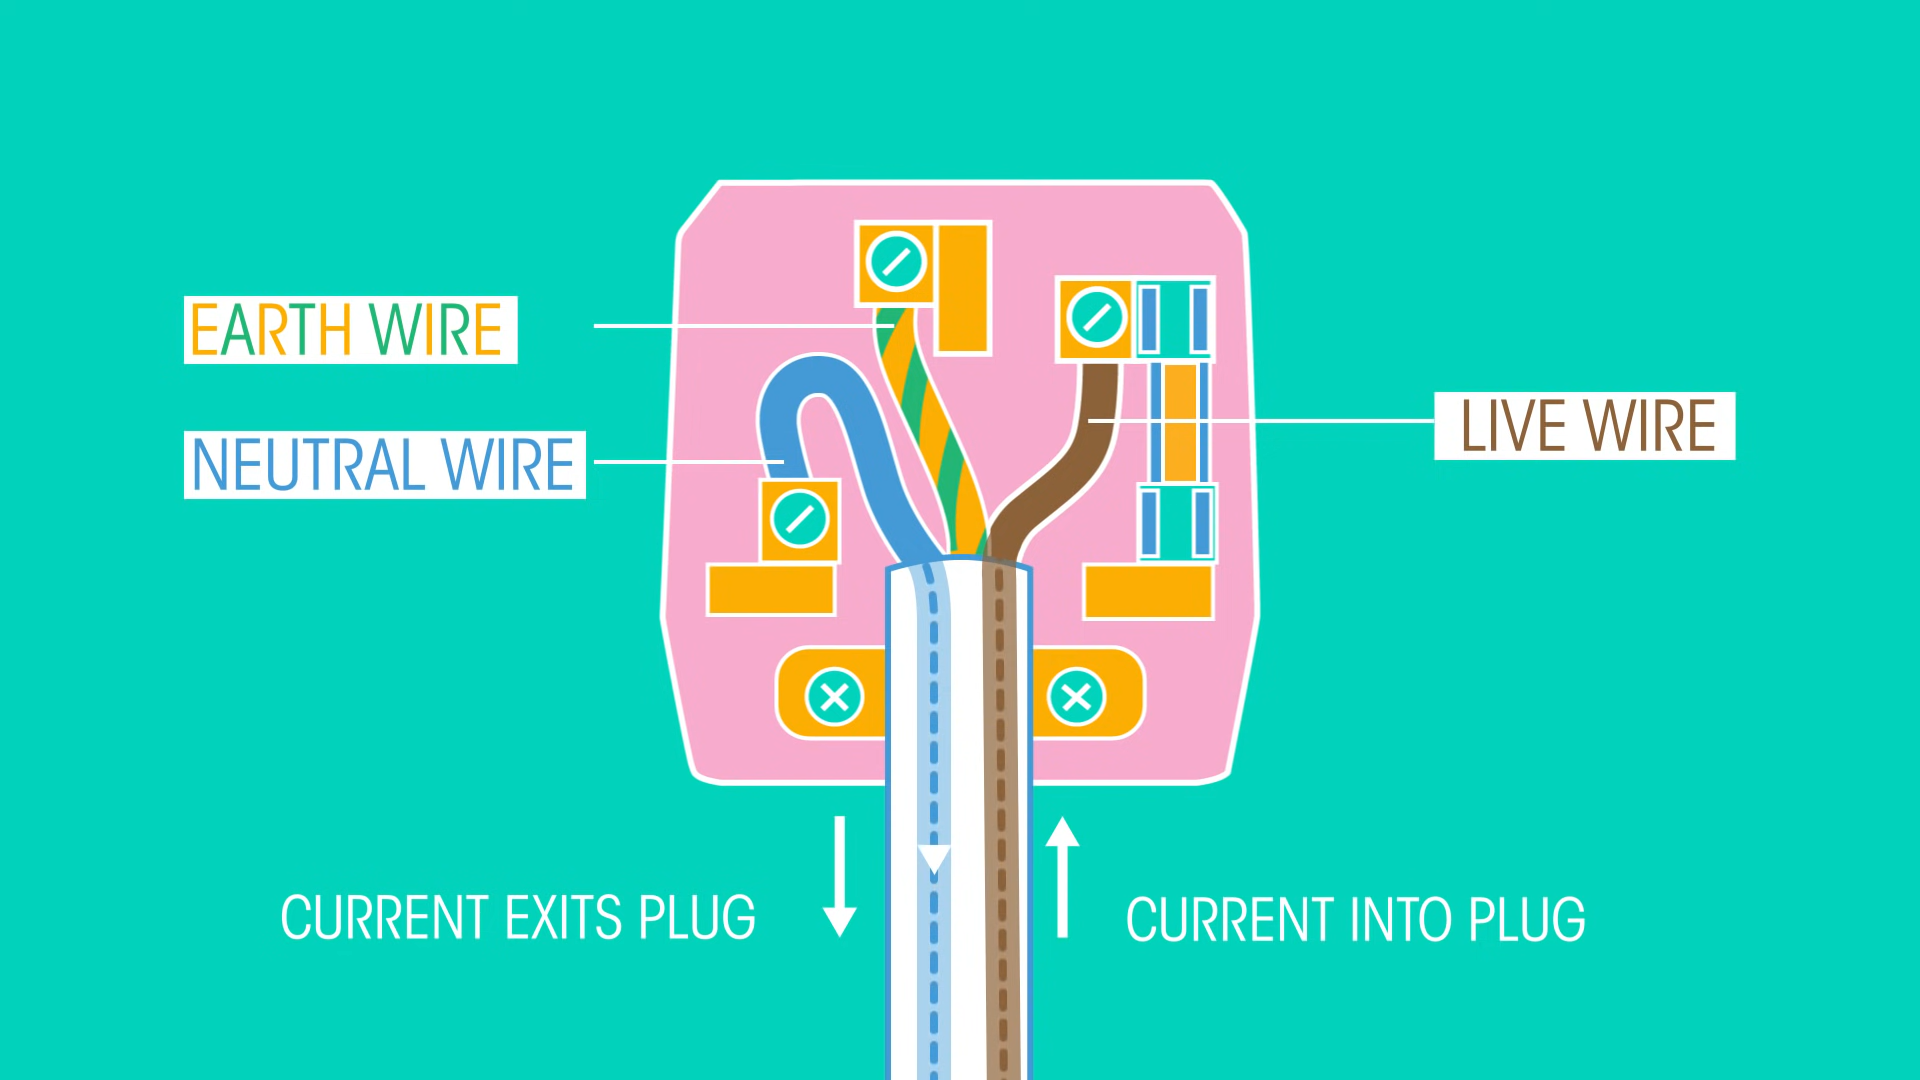 EARTH WIRE
NEUTRAL WIRE
LIVE WIRE
CURRENT EXITS PLUG
CURRENT INTO PLUG